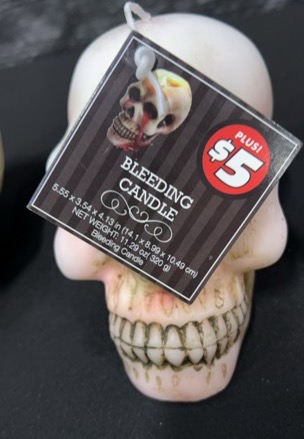 PLUS!
$5
BLEEDING
CANDLE
5.55 x 3.54 x 4.13 in (14.1 x 8.99 x 10.49 cm)
NET WEIGHT: 11.29 oz( 320 g)
Bleeding Candle